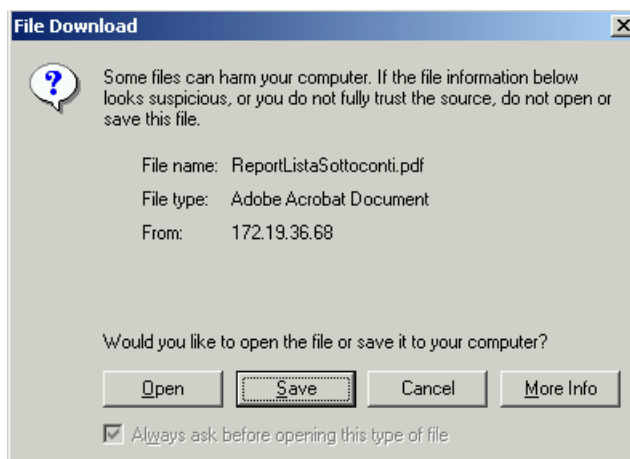 File Download
Some files can harm your computer. If the file information below
looks suspicious, or you do not fully trust the source, do not open or
save this file.
File name: ReportListaSottoconti.pdf
File type: Adobe Acrobat Document
From: 172.19.36.68
Would you like to open the file or save it to your computer?
Open Save Cancel More Info
Always ask before opening this type of file